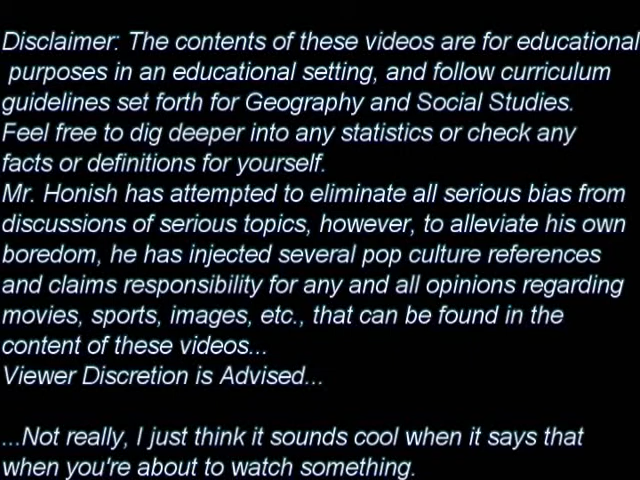 Disclaimer: The contents of these videos are for educational
purposes in an educational setting, and follow curriculum
guidelines set forth for Geography and Social Studies.
Feel free to dig deeper into any statistics or check any
facts or definitions for yourself.
Mr. Honish has attempted to eliminate all serious bias from
discussions of serious topics, however, to alleviate his own
boredom, he has injected several pop culture references
and claims responsibility for any and all opinions regarding
movies, sports, images, etc., that can be found in the
content of these videos...
Viewer Discretion is Advised...
...Not really, I just think it sounds cool when it says that
when you're about to watch something.